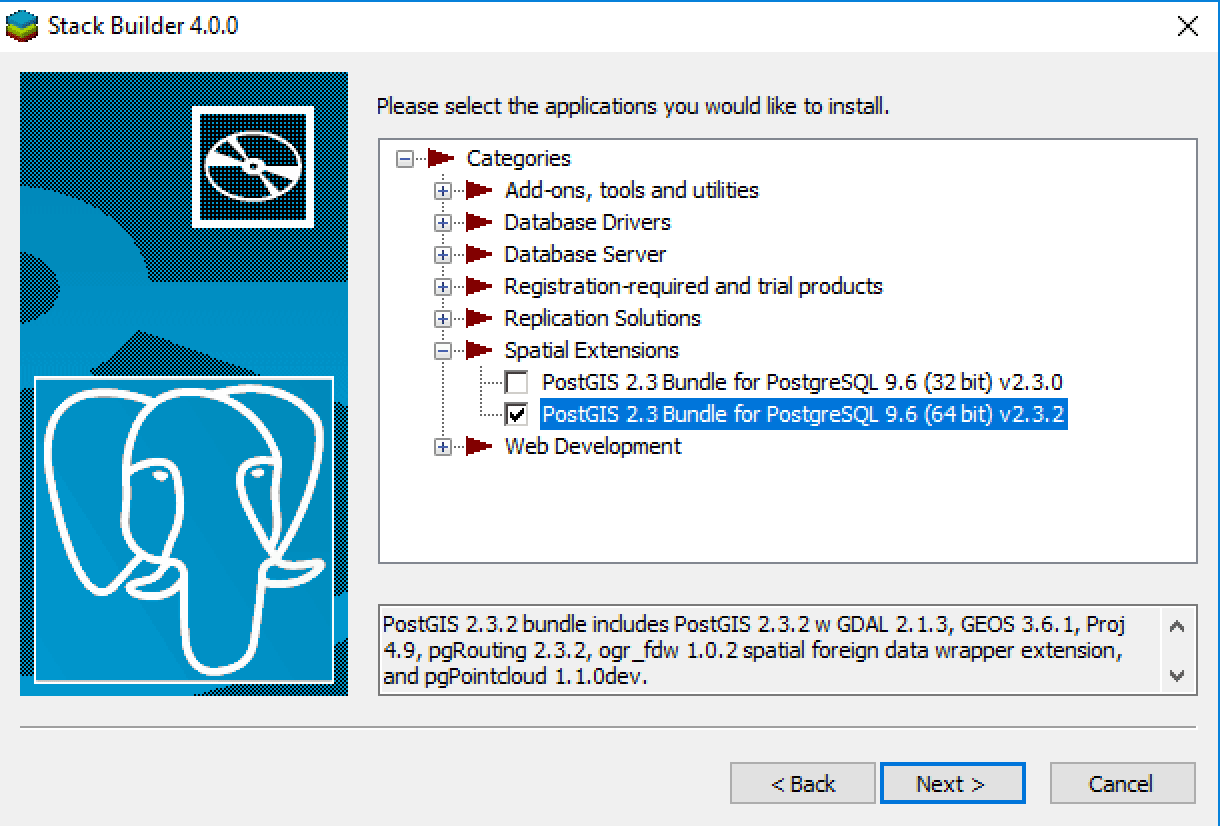 Stack Builder 4.0.0
Please select the applications you would like to install.
Categories
Add-ons, tools and utilities
Database Drivers
Database Server
Registration-required and trial products
Replication Solutions
Spatial Extensions
PostGIS 2.3 Bundle for PostgreSQL 9.6 (32 bit) v2.3.0
PostGIS 2.3 Bundle for PostgreSQL 9.6 (64 bit) v2.3.2
Web Development
PostGIS 2.3.2 bundle includes PostGIS 2.3.2 w GDAL 2.1.3, GEOS 3.6.1, Proj
4.9, pgRouting 2.3.2, ogr_fdw 1.0.2 spatial foreign data wrapper extension,
and pgPointcloud 1.1.0dev.
< Back
Next >
Cancel